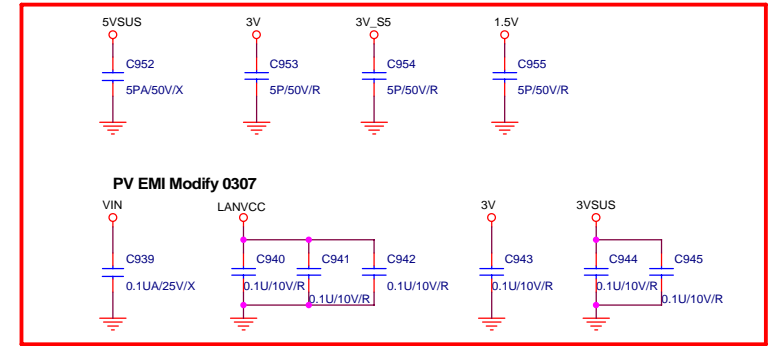 5VSUS 3V 3V_S5 1.5V
C952 C953 C954 C955
5PA/50V/X 5P/50V/R 5P/50V/R 5P/50V/R
PV EMI Modify 0307
VIN LANVCC 3V 3VSUS
C939 C940 C941 C942 C943 C944 C945
0.1UA/25V/X 0.1U/10V/R 0.1U/10V/R 0.1U/10V/R 0.1U/10V/R
0.1U/10V/R 0.1U/10V/R